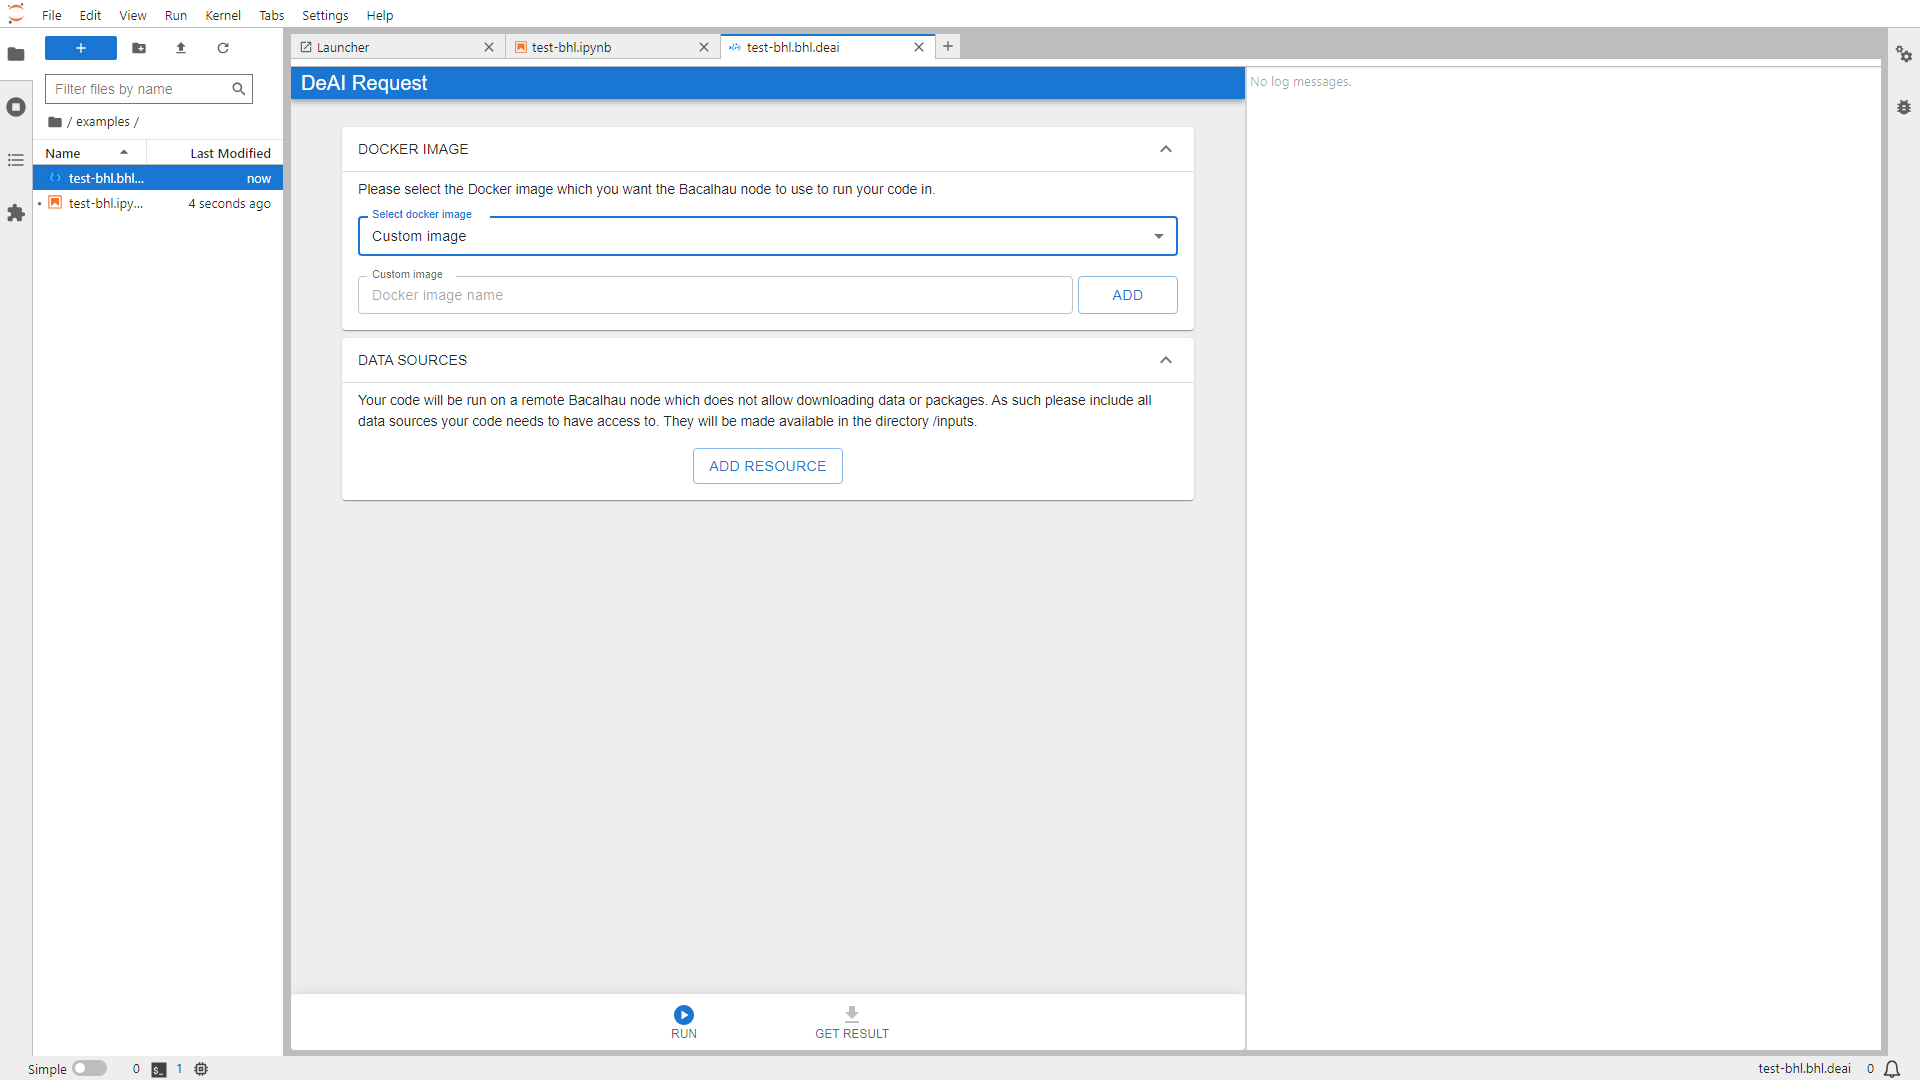 File Edit View Run Kernel Tabs Settings Help
Launcher
test-bhl.ipynb
test-bhl.bhl.deai
Filter files by name
/ examples /
Name
Last Modified
test-bhl.bhl...
now
test-bhl.ipy...
4 seconds ago
DeAI Request
DOCKER IMAGE
Please select the Docker image which you want the Bacalhau node to use to run your code in.
Select docker image
Custom image
Custom image
Docker image name
ADD
DATA SOURCES
Your code will be run on a remote Bacalhau node which does not allow downloading data or packages. As such please include all
data sources your code needs to have access to. They will be made available in the directory /inputs.
ADD RESOURCE
RUN
GET RESULT
No log messages.
Simple
0
1
test-bhl.bhl.deai
0